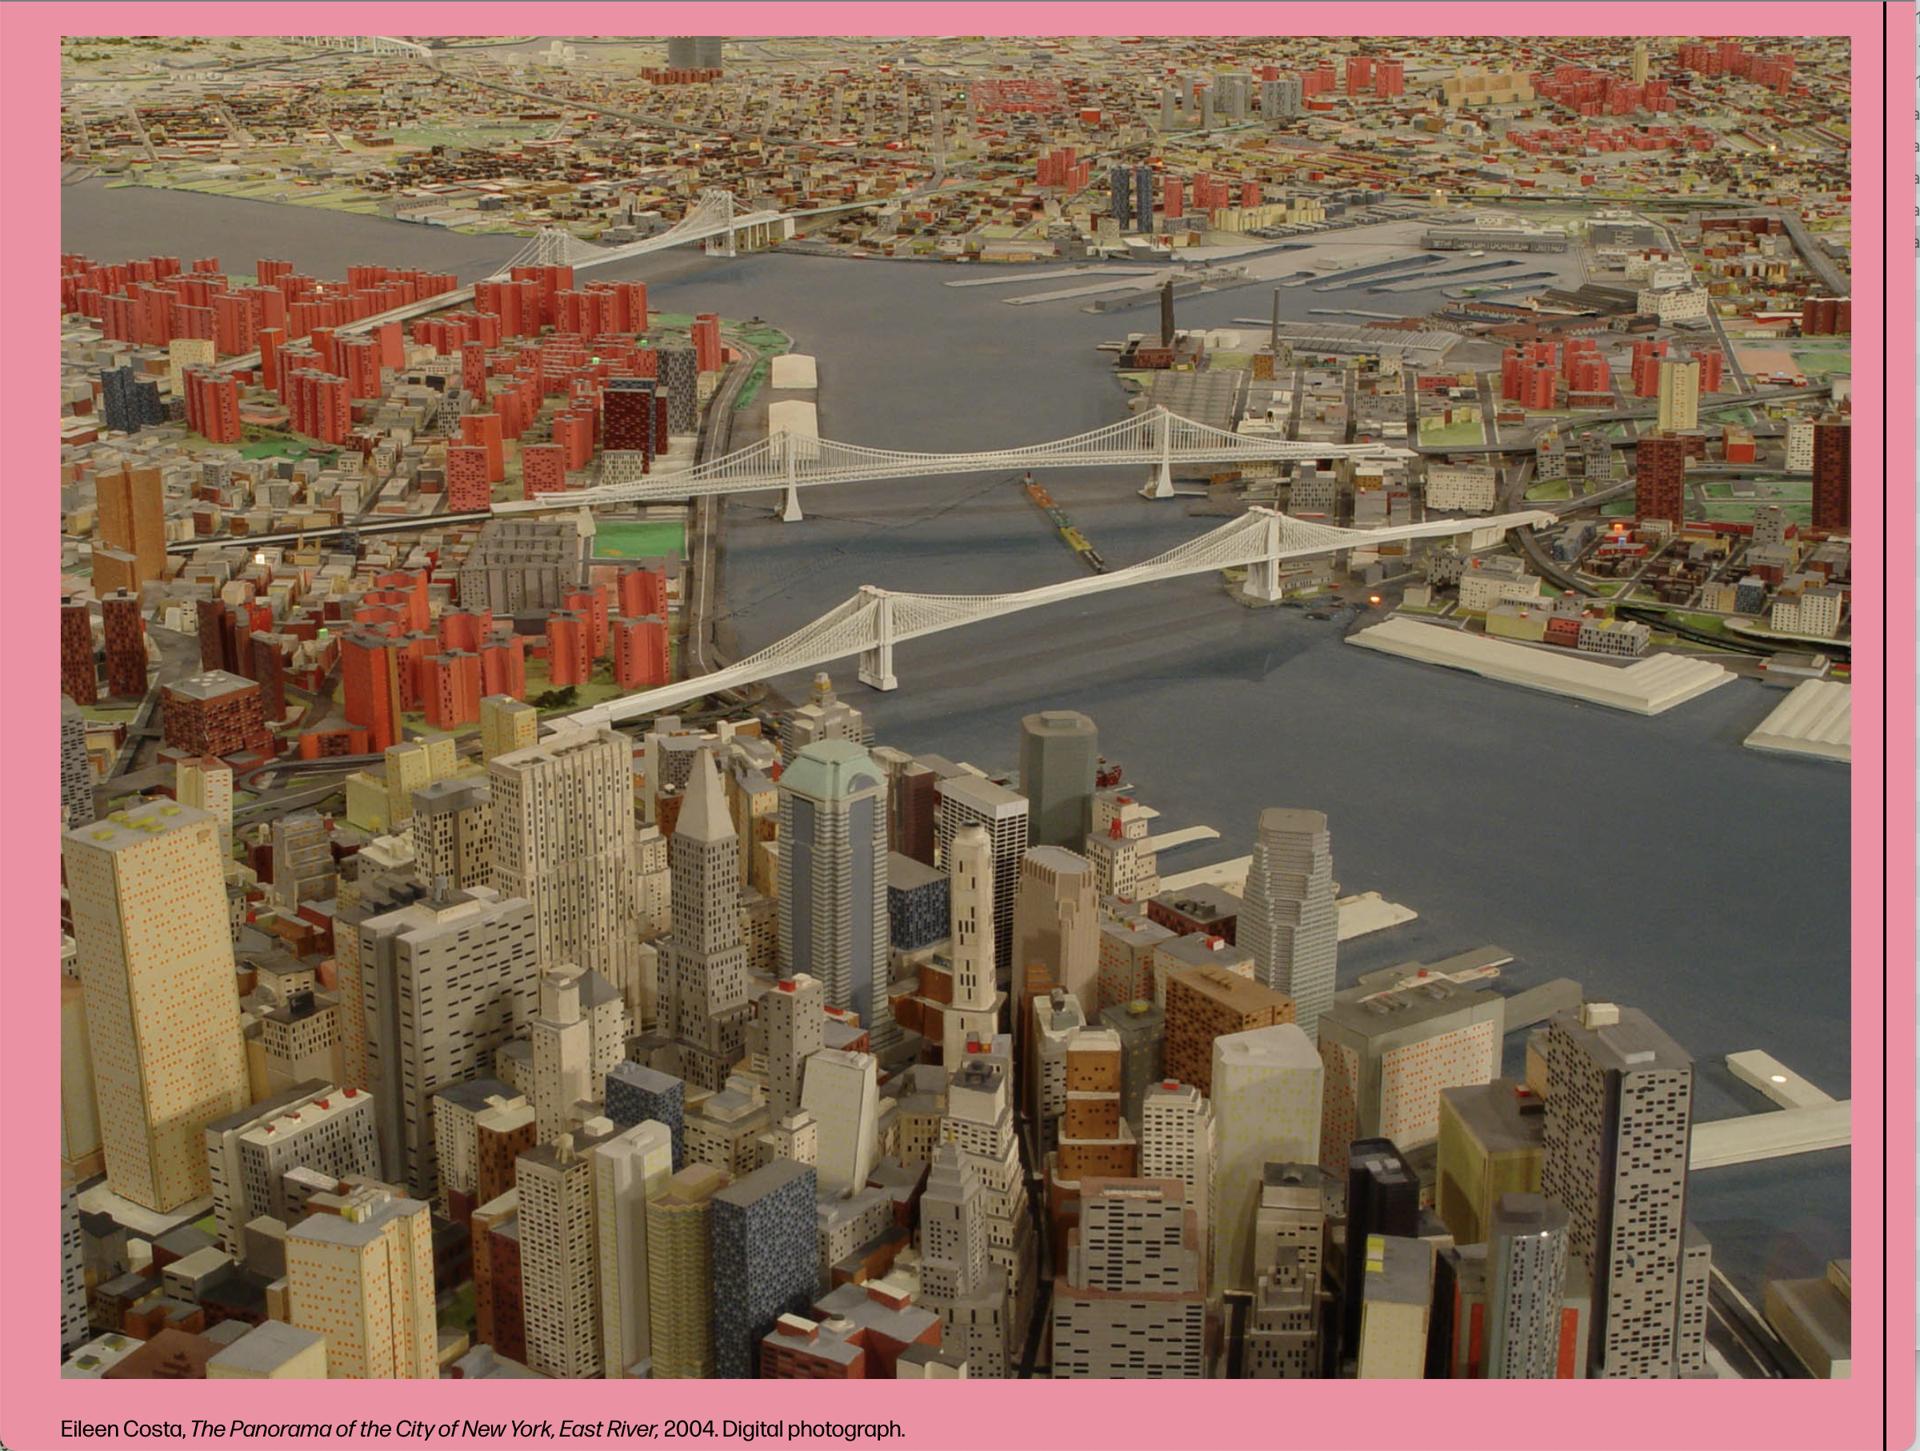 Eileen Costa, The Panorama of the City of New York, East River, 2004. Digital photograph.